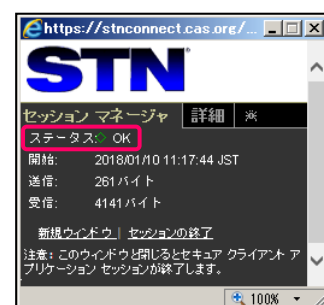 https://stnconnect.cas.org/...
STN®
セッション マネージャ 詳細
ステータス: OK
開始: 2018/01/10 11:17:44 JST
送信: 261 バイト
受信: 4141 バイト
新規ウィンドウ | セッションの終了
注意: このウィンドウと閉じるとセキュア クライアント ア
プリケーション セッションが終了します。
100%